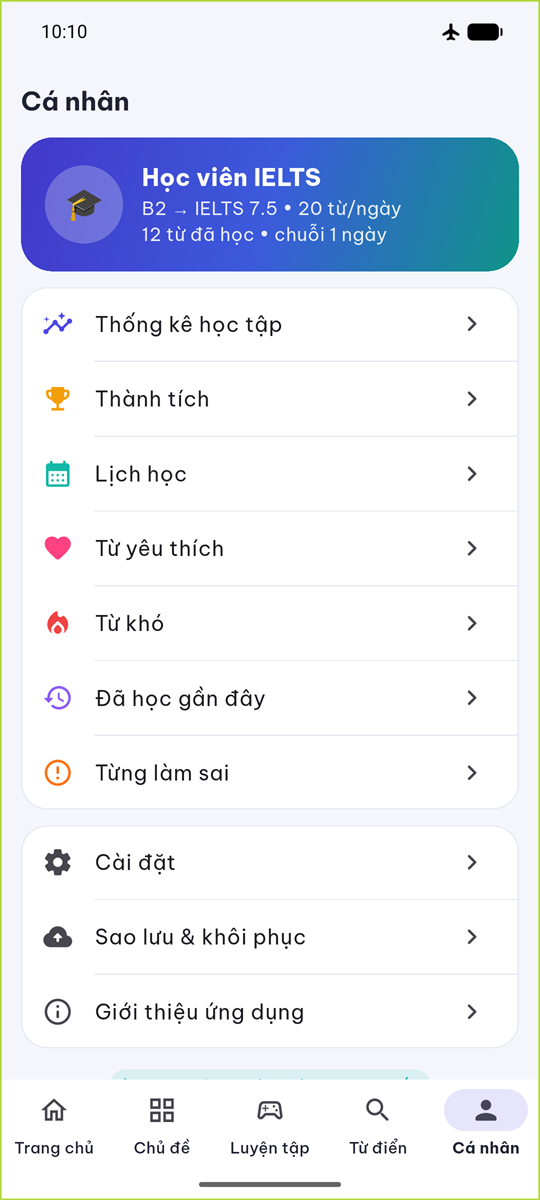 10:10
Cá nhân
Học viên IELTS
B2 → IELTS 7.5 • 20 từ/ngày
12 từ đã học • chuỗi 1 ngày
Thống kê học tập
Thành tích
Lịch học
Từ yêu thích
Từ khó
Đã học gần đây
Từng làm sai
Cài đặt
Sao lưu & khôi phục
Giới thiệu ứng dụng
Trang chủ
Chủ đề
Luyện tập
Từ điển
Cá nhân